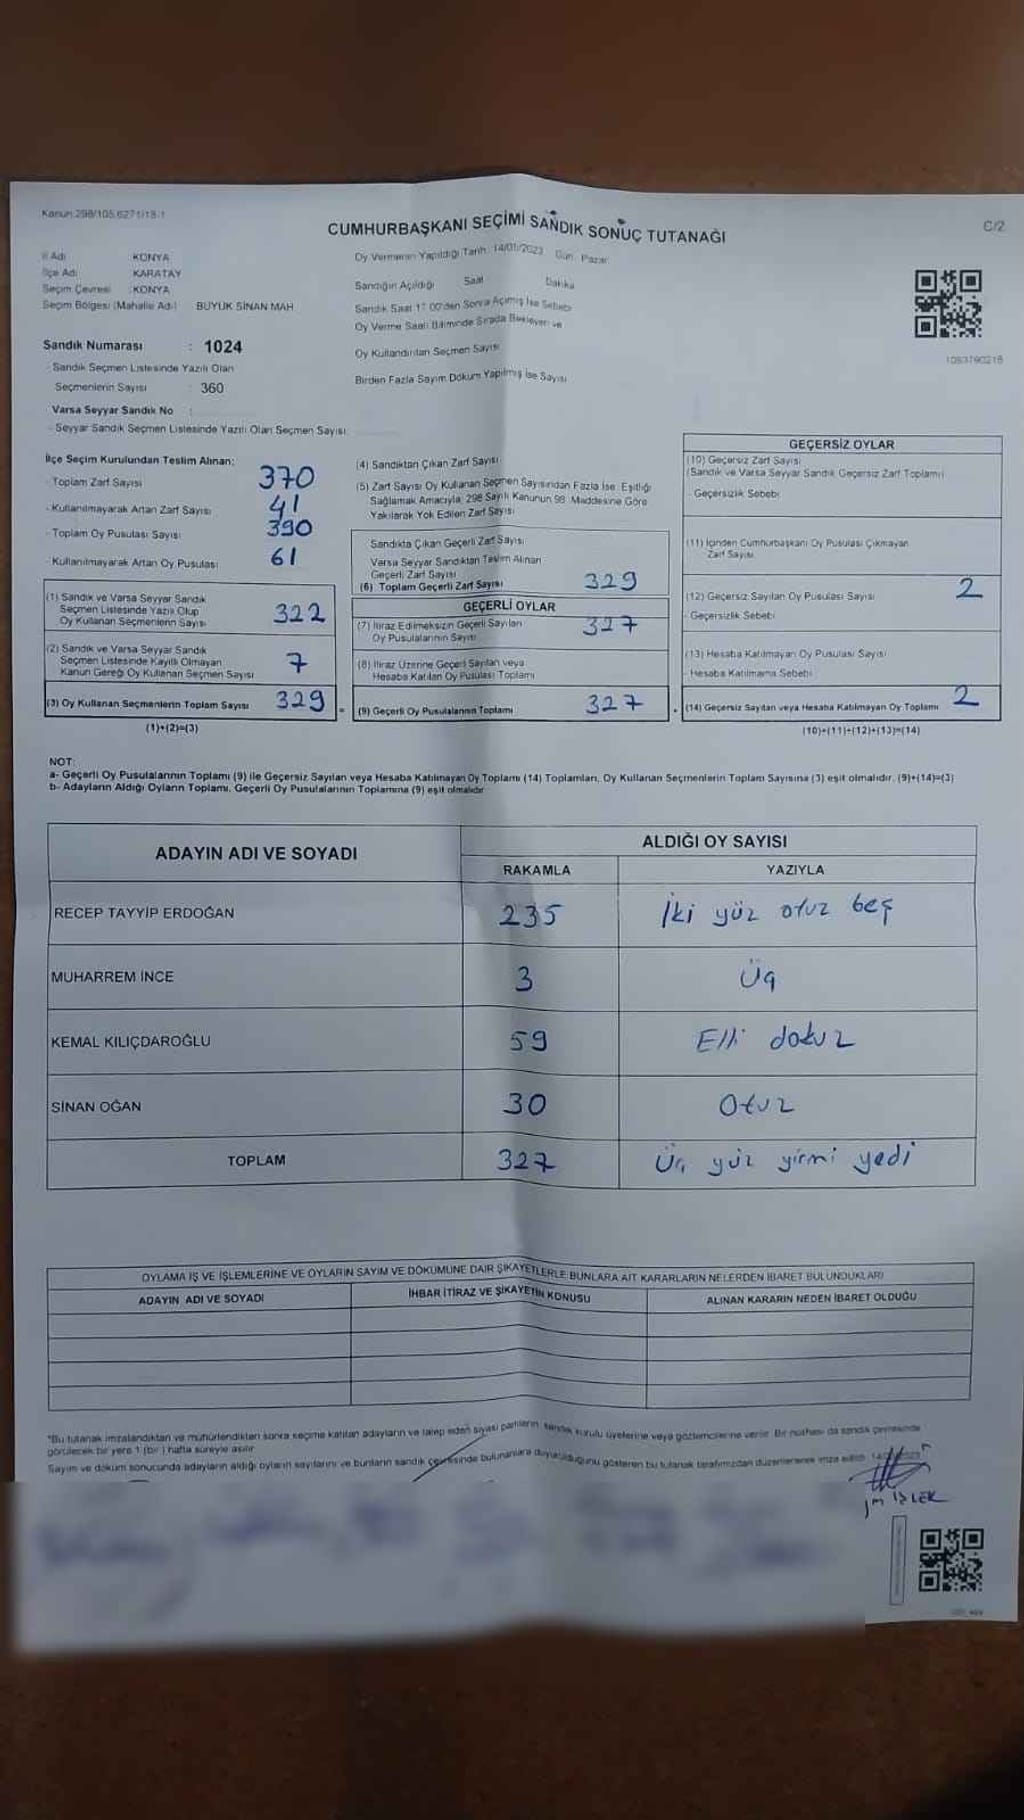 Kanun:298/105,6271/18-1
CUMHURBAŞKANI SEÇİMİ SANDIK SONUÇ TUTANAĞI
C/2
İl Adı KONYA
İlçe Adı KARATAY
Seçim Çevresi : KONYA
Seçim Bölgesi (Mahalle Adı) BÜYÜK SİNAN MAH
Oy Vermenin Yapıldığı Tarih: 14/05/2023 Gün: Pazar
Sandığın Açıldığı Saat Dakika
Sandık Saat 17:00'den Sonra Açılmış İse Sebebi
Oy Verme Saati Bitiminde Sırada Bekleyen ve
Oy Kullandırılan Seçmen Sayısı
Birden Fazla Sayım Döküm Yapılmış İse Sayısı
1093790218
Sandık Numarası : 1024
- Sandık Seçmen Listesinde Yazılı Olan
Seçmenlerin Sayısı : 360
- Varsa Seyyar Sandık No :
- Seyyar Sandık Seçmen Listesinde Yazılı Olan Seçmen Sayısı:
İlçe Seçim Kurulundan Teslim Alınan;
- Toplam Zarf Sayısı 370
- Kullanılmayarak Artan Zarf Sayısı 41
- Toplam Oy Pusulası Sayısı 390
- Kullanılmayarak Artan Oy Pusulası 61
(1) Sandık ve Varsa Seyyar Sandık
Seçmen Listesinde Yazılı Olup
Oy Kullanan Seçmenlerin Sayısı 322
(2) Sandık ve Varsa Seyyar Sandık
Seçmen Listesinde Kayıtlı Olmayan
Kanun Gereği Oy Kullanan Seçmen Sayısı 7
(3) Oy Kullanan Seçmenlerin Toplam Sayısı 329
(1)+(2)=(3)
(4) Sandıktan Çıkan Zarf Sayısı
(5) Zarf Sayısı Oy Kullanan Seçmen Sayısından Fazla İse, Eşitliği
Sağlamak Amacıyla, 298 Sayılı Kanunun 98. Maddesine Göre
Yakılarak Yok Edilen Zarf Sayısı
Sandıkta Çıkan Geçerli Zarf Sayısı
Varsa Seyyar Sandıktan Teslim Alınan
Geçerli Zarf Sayısı
(6) Toplam Geçerli Zarf Sayısı 329
GEÇERLİ OYLAR
(7) İtiraz Edilmeksizin Geçerli Sayılan
Oy Pusulalarının Sayısı 327
(8) İtiraz Üzerine Geçerli Sayılan veya
Hesaba Katılan Oy Pusulası Toplamı
= (9) Geçerli Oy Pusulalarının Toplamı 327
GEÇERSİZ OYLAR
(10) Geçersiz Zarf Sayısı
(Sandık ve Varsa Seyyar Sandık Geçersiz Zarf Toplamı)
- Geçersizlik Sebebi
(11) İçinden Cumhurbaşkanı Oy Pusulası Çıkmayan
Zarf Sayısı
(12) Geçersiz Sayılan Oy Pusulası Sayısı 2
- Geçersizlik Sebebi
(13) Hesaba Katılmayan Oy Pusulası Sayısı
- Hesaba Katılmama Sebebi
+ (14) Geçersiz Sayılan veya Hesaba Katılmayan Oy Toplamı 2
(10)+(11)+(12)+(13)=(14)
NOT:
a- Geçerli Oy Pusulalarının Toplamı (9) ile Geçersiz Sayılan veya Hesaba Katılmayan Oy Toplamı (14) Toplamları, Oy Kullanan Seçmenlerin Toplam Sayısına (3) eşit olmalıdır. (9)+(14)=(3)
b- Adayların Aldığı Oyların Toplamı, Geçerli Oy Pusulalarının Toplamına (9) eşit olmalıdır
ADAYIN ADI VE SOYADI ALDIĞI OY SAYISI
RAKAMLA YAZIYLA
RECEP TAYYİP ERDOĞAN 235 İki yüz otuz beş
MUHARREM İNCE 3 Üç
KEMAL KILIÇDAROĞLU 59 Elli dokuz
SİNAN OĞAN 30 Otuz
TOPLAM 327 Üç yüz yirmi yedi
OYLAMA İŞ VE İŞLEMLERİNE VE OYLARIN SAYIM VE DÖKÜMÜNE DAİR ŞİKAYETLERLE BUNLARA AİT KARARLARIN NELERDEN İBARET BULUNDUKLARI
ADAYIN ADI VE SOYADI İHBAR İTİRAZ VE ŞİKAYETİN KONUSU ALINAN KARARIN NEDEN İBARET OLDUĞU
*Bu tutanak imzalandıktan ve mühürlendikten sonra seçime katılan adayların ve talep eden siyasi partilerin, sandık kurulu üyelerine veya gözlemcilerine verilir. Bir nüshası da sandık çevresinde
görülecek bir yere 1 (bir) hafta süreyle asılır
Sayım ve döküm sonucunda adayların aldığı oyların sayılarını ve bunların sandık çevresinde bulunanlara duyurulduğunu gösteren bu tutanak tarafımızdan düzenlenerek imza edildi.